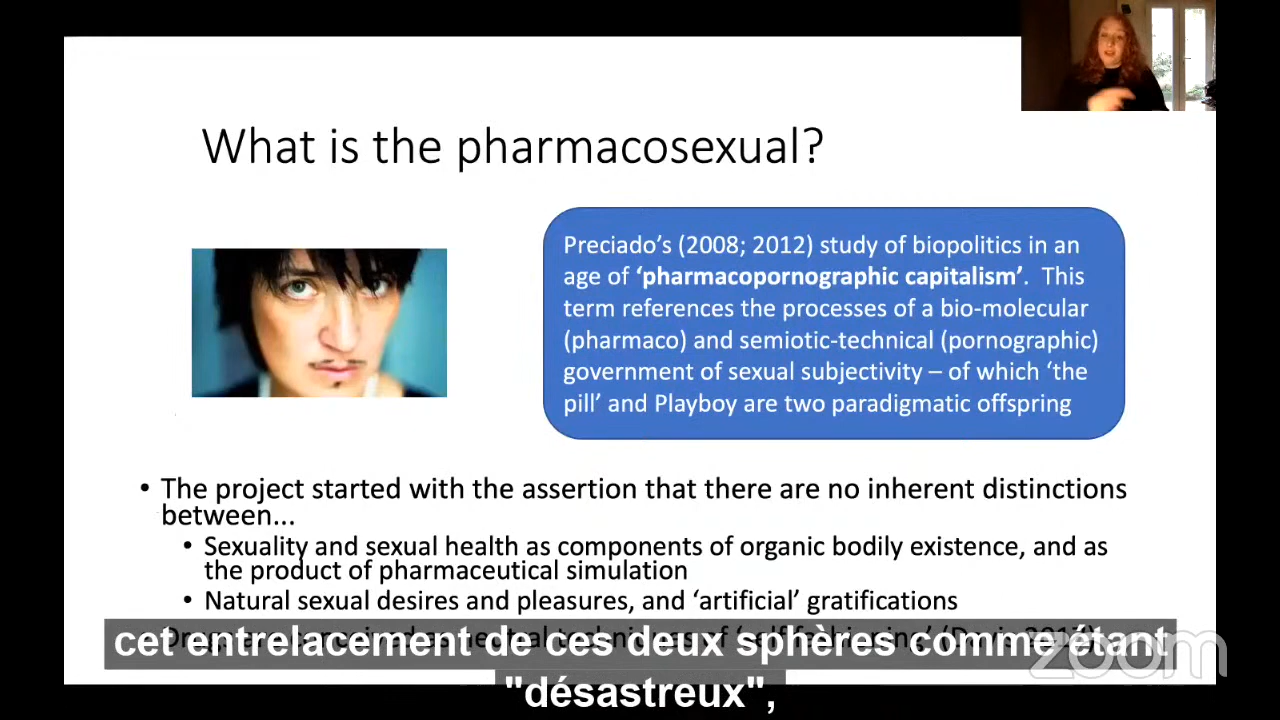 What is the pharmacosexual?
Preciado's (2008; 2012) study of biopolitics in an
age of 'pharmacopornographic capitalism'. This
term references the processes of a bio-molecular
(pharmaco) and semiotic-technical (pornographic)
government of sexual subjectivity – of which 'the
pill' and Playboy are two paradigmatic offspring
• The project started with the assertion that there are no inherent distinctions
between...
• Sexuality and sexual health as components of organic bodily existence, and as
the product of pharmaceutical simulation
• Natural sexual desires and pleasures, and 'artificial' gratifications
cet entrelacement de ces deux sphères comme étant
"désastreux",
zoom